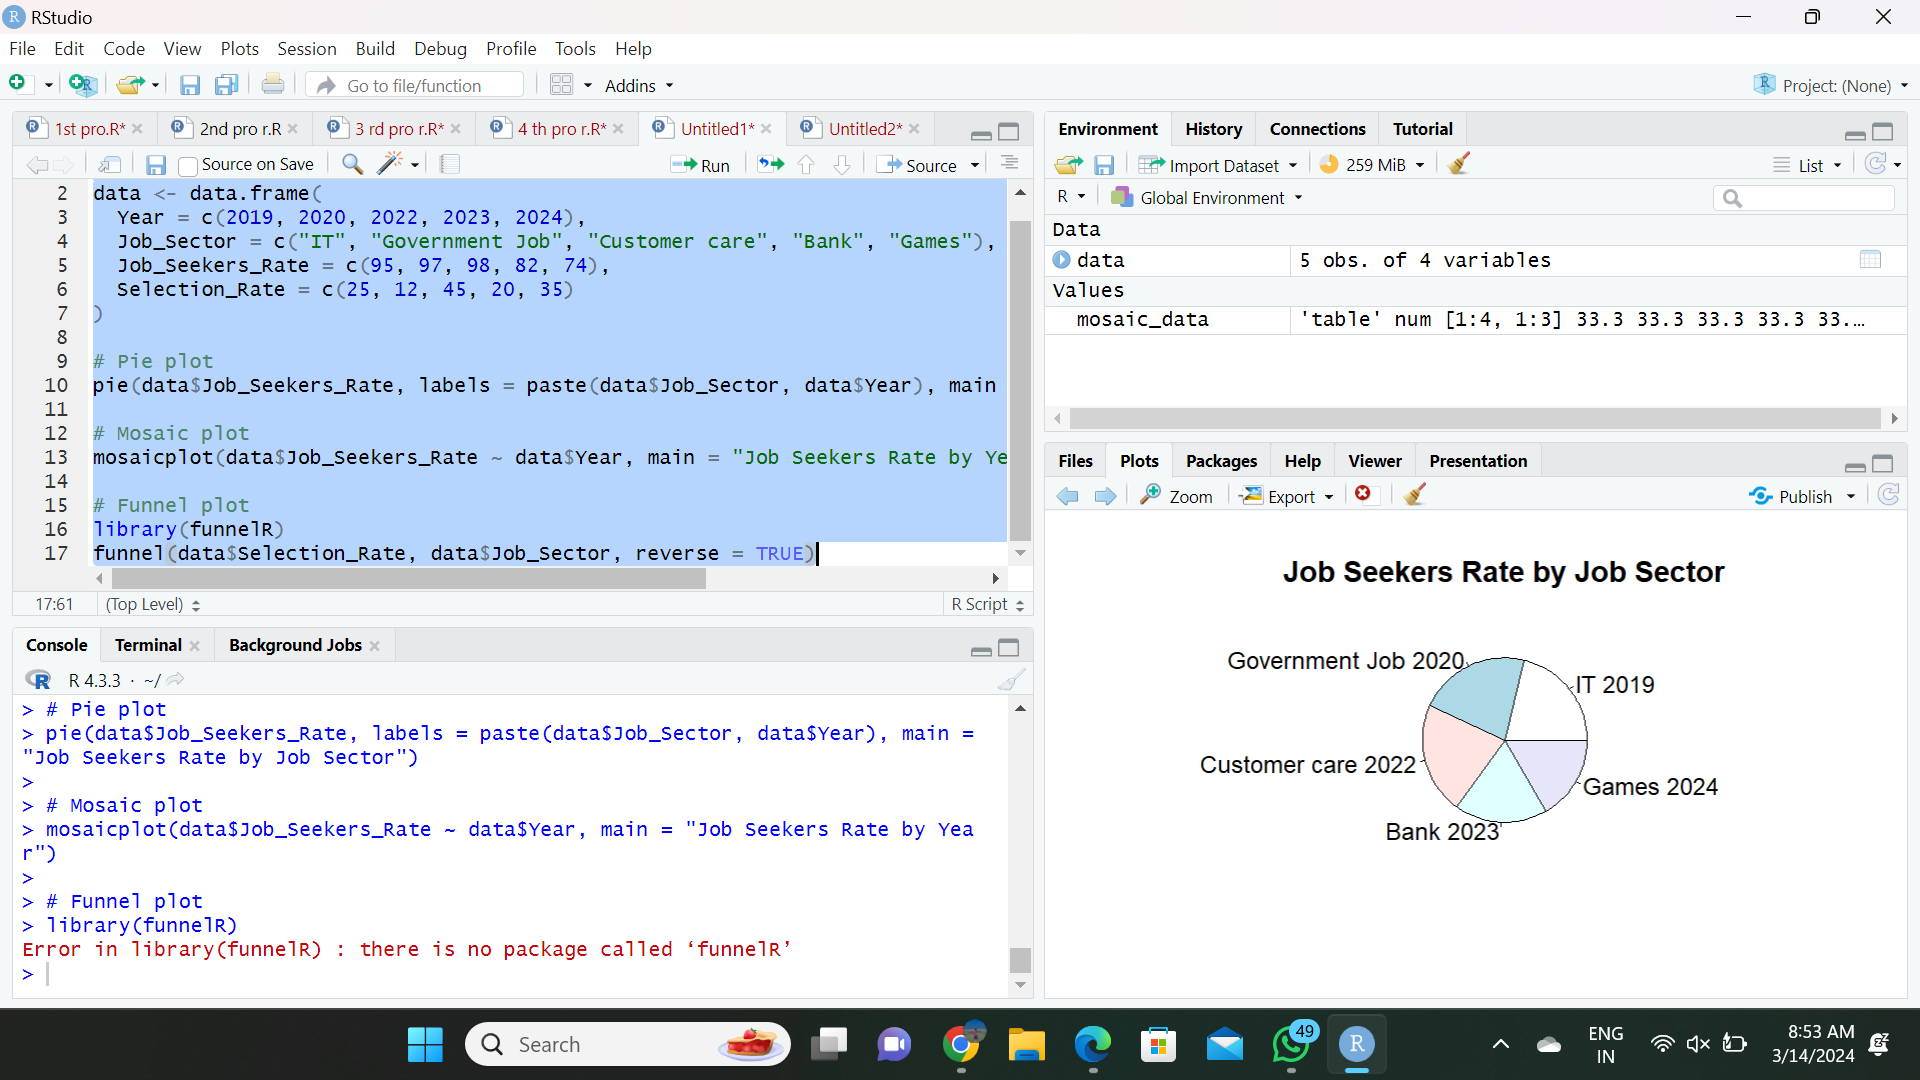 RStudio
File Edit Code View Plots Session Build Debug Profile Tools Help
Go to file/function Addins Project: (None)
1st pro.R* 2nd pro r.R 3 rd pro r.R* 4 th pro r.R* Untitled1* Untitled2*
Source on Save Run Source
2 data <- data.frame(
3 Year = c(2019, 2020, 2022, 2023, 2024),
4 Job_Sector = c("IT", "Government Job", "Customer care", "Bank", "Games"),
5 Job_Seekers_Rate = c(95, 97, 98, 82, 74),
6 Selection_Rate = c(25, 12, 45, 20, 35)
7 )
8
9 # Pie plot
10 pie(data$Job_Seekers_Rate, labels = paste(data$Job_Sector, data$Year), main
11
12 # Mosaic plot
13 mosaicplot(data$Job_Seekers_Rate ~ data$Year, main = "Job Seekers Rate by Ye
14
15 # Funnel plot
16 library(funnelR)
17 funnel(data$Selection_Rate, data$Job_Sector, reverse = TRUE)
17:61 (Top Level) R Script
Console Terminal Background Jobs
R 4.3.3 · ~/
> # Pie plot
> pie(data$Job_Seekers_Rate, labels = paste(data$Job_Sector, data$Year), main =
"Job Seekers Rate by Job Sector")
>
> # Mosaic plot
> mosaicplot(data$Job_Seekers_Rate ~ data$Year, main = "Job Seekers Rate by Yea
r")
>
> # Funnel plot
> library(funnelR)
Error in library(funnelR) : there is no package called ‘funnelR’
>
Environment History Connections Tutorial
Import Dataset 259 MiB List
R Global Environment
Data
data 5 obs. of 4 variables
Values
mosaic_data 'table' num [1:4, 1:3] 33.3 33.3 33.3 33.3 33.…
Files Plots Packages Help Viewer Presentation
Zoom Export Publish
Job Seekers Rate by Job Sector
Government Job 2020
IT 2019
Customer care 2022
Games 2024
Bank 2023
Search
49
ENG
IN
8:53 AM
3/14/2024